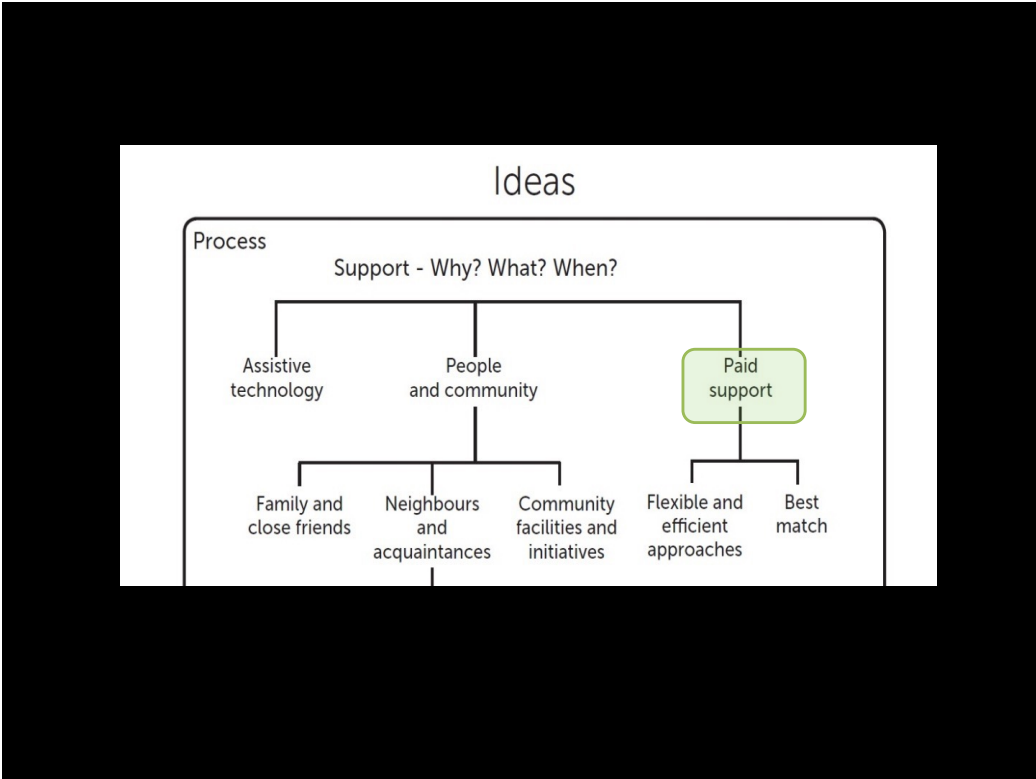 Ideas
Process
Support - Why? What? When?
Assistive
technology
People
and community
Paid
support
Family and
close friends
Neighbours
and
acquaintances
Community
facilities and
initiatives
Flexible and
efficient
approaches
Best
match